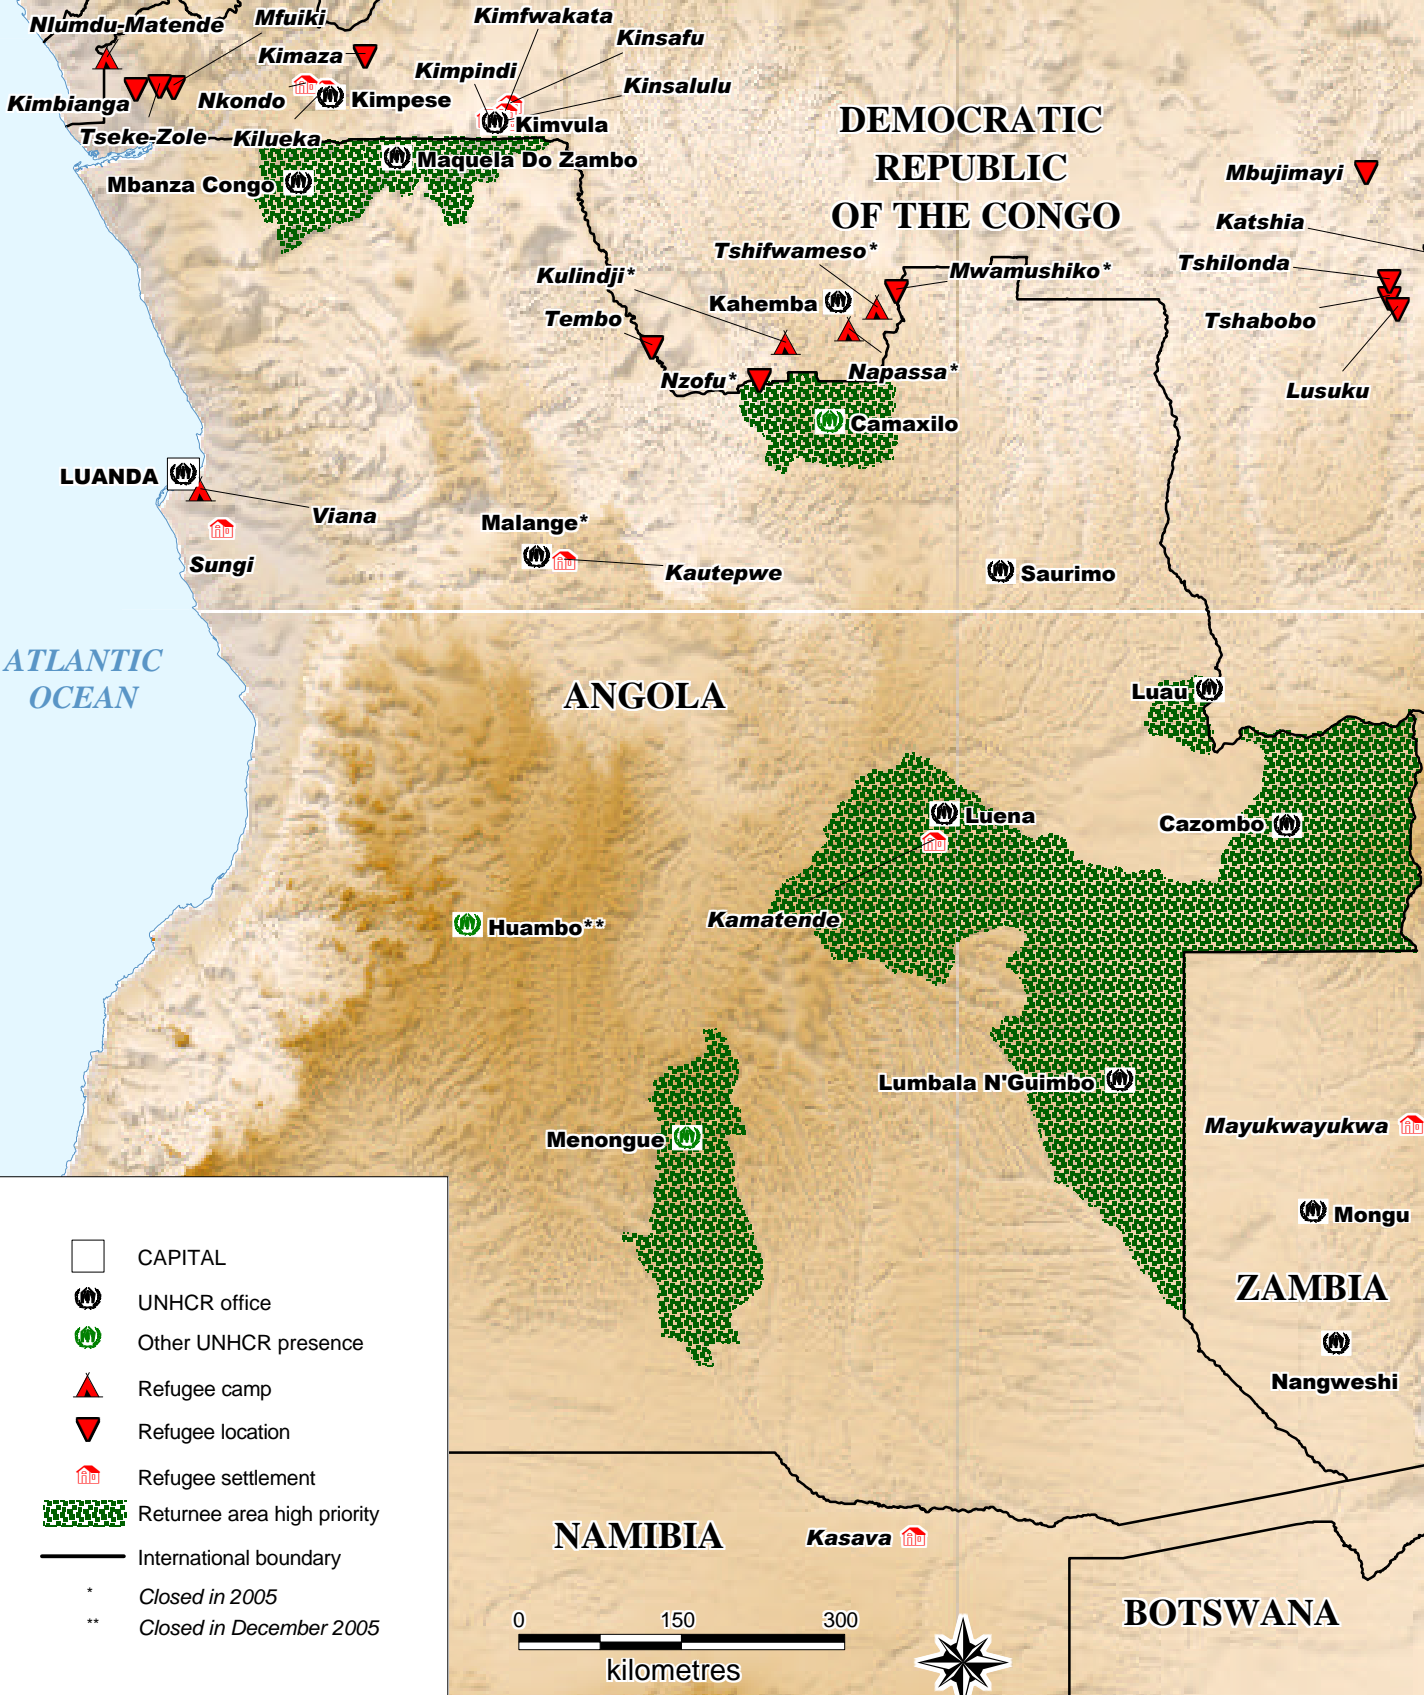 Nlumdu-Matende
Mfuiki
Kimfwakata
Kinsafu
Kimaza
Kimpindi
Kinsalulu
Kimbianga
Nkondo
Kimpese
Kimvula
Tseke-Zole
Kilueka
Maquela Do Zambo
Mbanza Congo
DEMOCRATIC
REPUBLIC
OF THE CONGO
Mbujimayi
Katshia
Tshilonda
Tshabobo
Lusuku
Tshifwameso*
Mwamushiko*
Kulindji*
Kahemba
Tembo
Nzofu*
Napassa*
Camaxilo
LUANDA
Viana
Sungi
Malange*
Kautepwe
Saurimo
ATLANTIC
OCEAN
ANGOLA
Luau
Luena
Cazombo
Kamatende
Huambo**
Lumbala N'Guimbo
Menongue
Mayukwayukwa
Mongu
ZAMBIA
Nangweshi
NAMIBIA
Kasava
BOTSWANA
CAPITAL
UNHCR office
Other UNHCR presence
Refugee camp
Refugee location
Refugee settlement
Returnee area high priority
International boundary
* Closed in 2005
** Closed in December 2005
0 150 300
kilometres